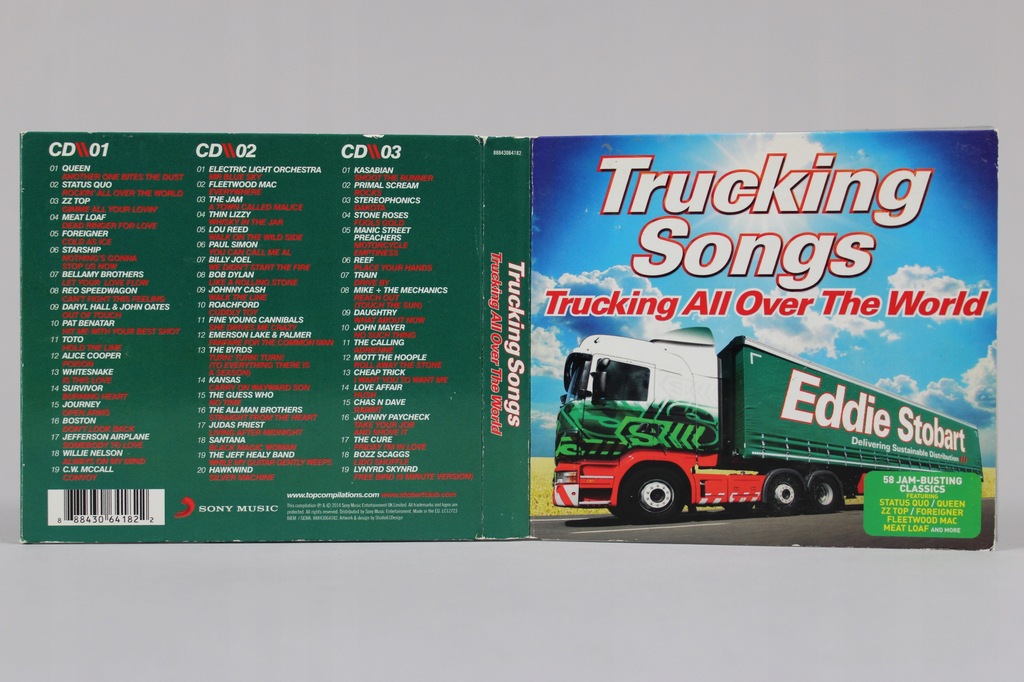 CD\\01
01 QUEEN
ANOTHER ONE BITES THE DUST
02 STATUS QUO
ROCKIN' ALL OVER THE WORLD
03 ZZ TOP
GIMME ALL YOUR LOVIN'
04 MEAT LOAF
DEAD RINGER FOR LOVE
05 FOREIGNER
COLD AS ICE
06 STARSHIP
NOTHING'S GONNA
STOP US NOW
07 BELLAMY BROTHERS
LET YOUR LOVE FLOW
08 REO SPEEDWAGON
CAN'T FIGHT THIS FEELING
09 DARYL HALL & JOHN OATES
OUT OF TOUCH
10 PAT BENATAR
HIT ME WITH YOUR BEST SHOT
11 TOTO
HOLD THE LINE
12 ALICE COOPER
POISON
13 WHITESNAKE
IS THIS LOVE
14 SURVIVOR
BURNING HEART
15 JOURNEY
OPEN ARMS
16 BOSTON
DON'T LOOK BACK
17 JEFFERSON AIRPLANE
SOMEBODY TO LOVE
18 WILLIE NELSON
ALWAYS ON MY MIND
19 C.W. MCCALL
CONVOY
8 88430 64182 2
SONY MUSIC
CD\\02
01 ELECTRIC LIGHT ORCHESTRA
MR BLUE SKY
02 FLEETWOOD MAC
EVERYWHERE
03 THE JAM
A TOWN CALLED MALICE
04 THIN LIZZY
WHISKY IN THE JAR
05 LOU REED
WALK ON THE WILD SIDE
06 PAUL SIMON
YOU CAN CALL ME AL
07 BILLY JOEL
WE DIDN'T START THE FIRE
08 BOB DYLAN
LIKE A ROLLING STONE
09 JOHNNY CASH
WALK THE LINE
10 ROACHFORD
CUDDLY TOY
11 FINE YOUNG CANNIBALS
SHE DRIVES ME CRAZY
12 EMERSON LAKE & PALMER
FANFARE FOR THE COMMON MAN
13 THE BYRDS
TURN! TURN! TURN!
(TO EVERYTHING THERE IS
A SEASON)
14 KANSAS
CARRY ON WAYWARD SON
15 THE GUESS WHO
NO TIME
16 THE ALLMAN BROTHERS
STRAIGHT FROM THE HEART
17 JUDAS PRIEST
LIVING AFTER MIDNIGHT
18 SANTANA
BLACK MAGIC WOMAN
19 THE JEFF HEALY BAND
WHILE MY GUITAR GENTLY WEEPS
20 HAWKWIND
SILVER MACHINE
CD\\03
01 KASABIAN
SHOOT THE RUNNER
02 PRIMAL SCREAM
ROCKS
03 STEREOPHONICS
DAKOTA
04 STONE ROSES
FOOLS GOLD
05 MANIC STREET
PREACHERS
MOTORCYCLE
EMPTINESS
06 REEF
PLACE YOUR HANDS
07 TRAIN
DRIVE BY
08 MIKE + THE MECHANICS
REACH OUT
(TOUCH THE SUN)
09 DAUGHTRY
WHAT ABOUT NOW
10 JOHN MAYER
NO SUCH THING
11 THE CALLING
ADRIENNE
12 MOTT THE HOOPLE
ROLL AWAY THE STONE
13 CHEAP TRICK
I WANT YOU TO WANT ME
14 LOVE AFFAIR
HUSH
15 CHAS N DAVE
RABBIT
16 JOHNNY PAYCHECK
TAKE YOUR JOB
AND SHOVE IT
17 THE CURE
FRIDAY I'M IN LOVE
18 BOZZ SCAGGS
LIDO SHUFFLE
19 LYNYRD SKYNRD
FREE BIRD (5 MINUTE VERSION)
www.topcompilations.com www.stobartclub.com
88843064182
Trucking Songs
Trucking All Over The World
Trucking
Songs
Trucking All Over The World
Eddie Stobart
Delivering Sustainable Distribution
58 JAM-BUSTING
CLASSICS
FEATURING
STATUS QUO / QUEEN
ZZ TOP / FOREIGNER
FLEETWOOD MAC
MEAT LOAF AND MORE